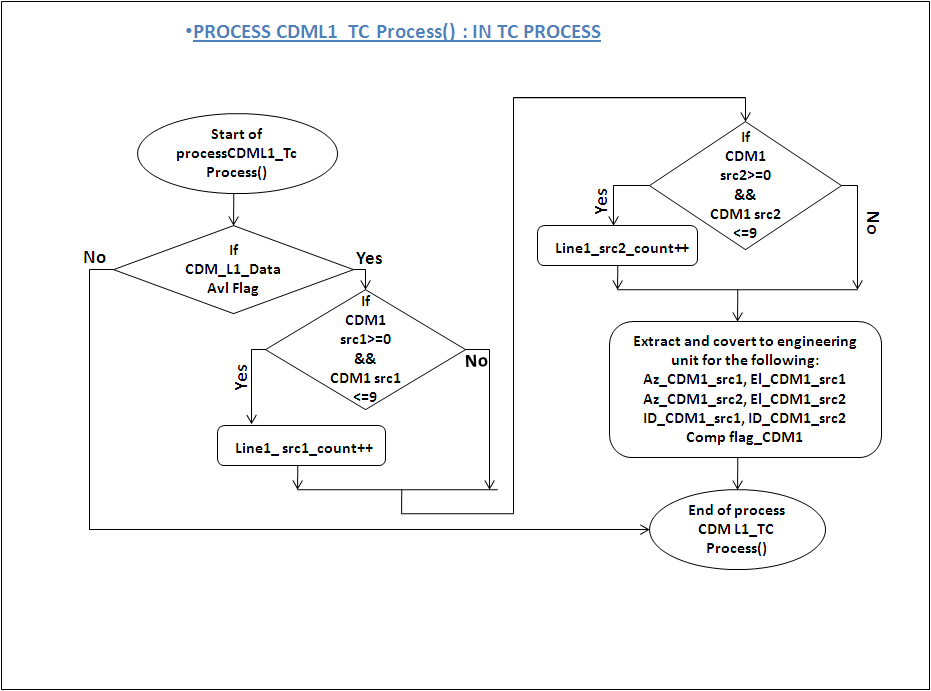 •PROCESS CDML1_TC Process() : IN TC PROCESS
Start of
processCDML1_Tc
Process()
No
If
CDM_L1_Data
Avl Flag
Yes
If
CDM1
src1>=0
&&
CDM1 src1
<=9
Yes
No
Line1_ src1_count++
If
CDM1
src2>=0
&&
CDM1 src2
<=9
Yes
No
Line1_src2_count++
Extract and covert to engineering
unit for the following:
Az_CDM1_src1, El_CDM1_src1
Az_CDM1_src2, El_CDM1_src2
ID_CDM1_src1, ID_CDM1_src2
Comp flag_CDM1
End of process
CDM L1_TC
Process()